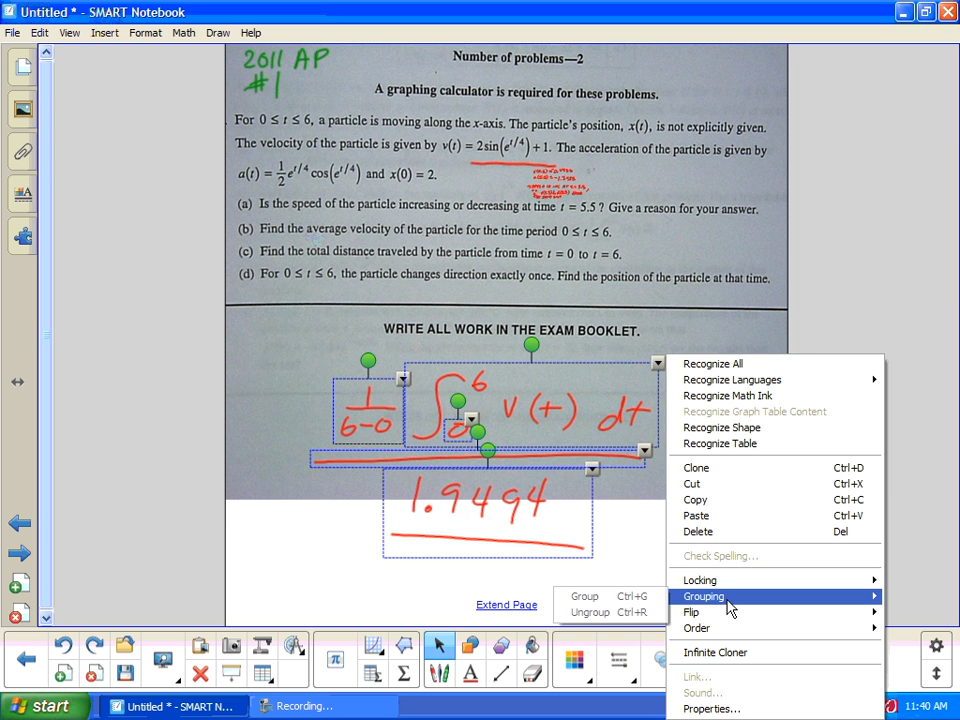 Untitled * - SMART Notebook
File Edit View Insert Format Math Draw Help
2011 AP
#1
Number of problems—2
A graphing calculator is required for these problems.
For 0 ≤ t ≤ 6, a particle is moving along the x-axis. The particle's position, x(t), is not explicitly given.
The velocity of the particle is given by v(t) = 2sin(e^{t/4}) + 1. The acceleration of the particle is given by
a(t) = 1/2 e^{t/4} cos(e^{t/4}) and x(0) = 2.
(a) Is the speed of the particle increasing or decreasing at time t = 5.5? Give a reason for your answer.
(b) Find the average velocity of the particle for the time period 0 ≤ t ≤ 6.
(c) Find the total distance traveled by the particle from time t = 0 to t = 6.
(d) For 0 ≤ t ≤ 6, the particle changes direction exactly once. Find the position of the particle at that time.
WRITE ALL WORK IN THE EXAM BOOKLET.
1/(6-0) ∫_0^6 v(t) dt
1.9494
Extend Page
Recognize All
Recognize Languages
Recognize Math Ink
Recognize Graph Table Content
Recognize Shape
Recognize Table
Clone Ctrl+D
Cut Ctrl+X
Copy Ctrl+C
Paste Ctrl+V
Delete Del
Check Spelling...
Locking
Grouping
Flip
Order
Infinite Cloner
Link...
Sound...
Properties...
Group Ctrl+G
Ungroup Ctrl+R
start
Untitled * - SMART No...
Recording...
11:40 AM